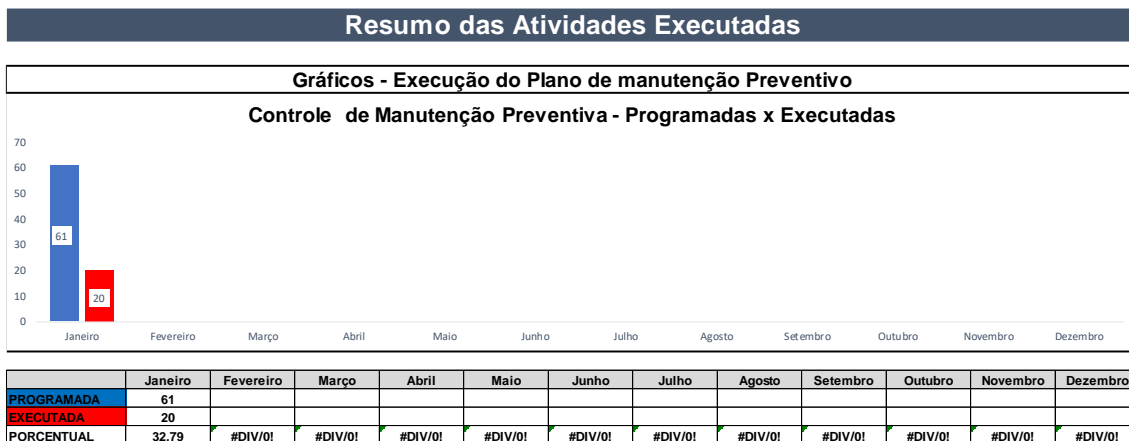 Resumo das Atividades Executadas
Gráficos - Execução do Plano de manutenção Preventivo
Controle de Manutenção Preventiva - Programadas x Executadas
70
60
50
40
30
20
10
0
61
20
Janeiro Fevereiro Março Abril Maio Junho Julho Agosto Setembro Outubro Novembro Dezembro
Janeiro Fevereiro Março Abril Maio Junho Julho Agosto Setembro Outubro Novembro Dezembro
PROGRAMADA 61
EXECUTADA 20
PORCENTUAL 32.79 #DIV/0! #DIV/0! #DIV/0! #DIV/0! #DIV/0! #DIV/0! #DIV/0! #DIV/0! #DIV/0! #DIV/0! #DIV/0!